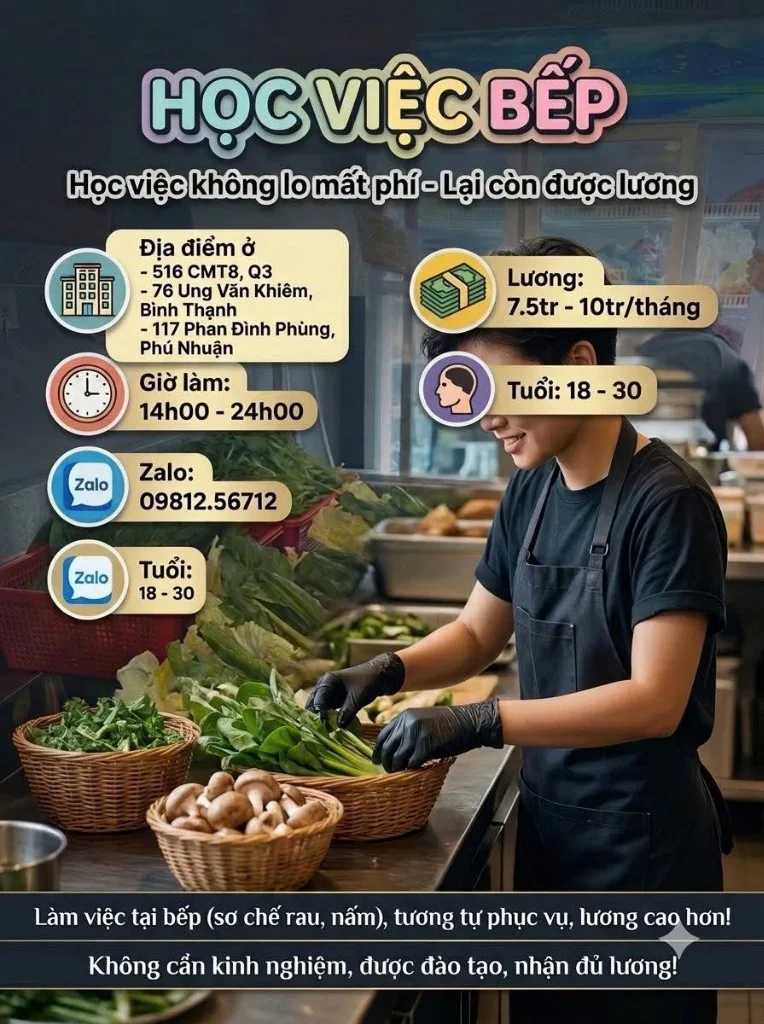 HỌC VIỆC BẾP
Học việc không lo mất phí - Lại còn được lương
Địa điểm ở
- 516 CMT8, Q3
- 76 Ung Văn Khiêm,
Bình Thạnh
- 117 Phan Đình Phùng,
Phú Nhuận
Lương:
7.5tr - 10tr/tháng
Giờ làm:
14h00 - 24h00
Tuổi: 18 - 30
Zalo
Zalo:
09812.56712
Zalo
Tuổi:
18 - 30
Làm việc tại bếp (sơ chế rau, nấm), tương tự phục vụ, lương cao hơn!
Không cần kinh nghiệm, được đào tạo, nhận đủ lương!